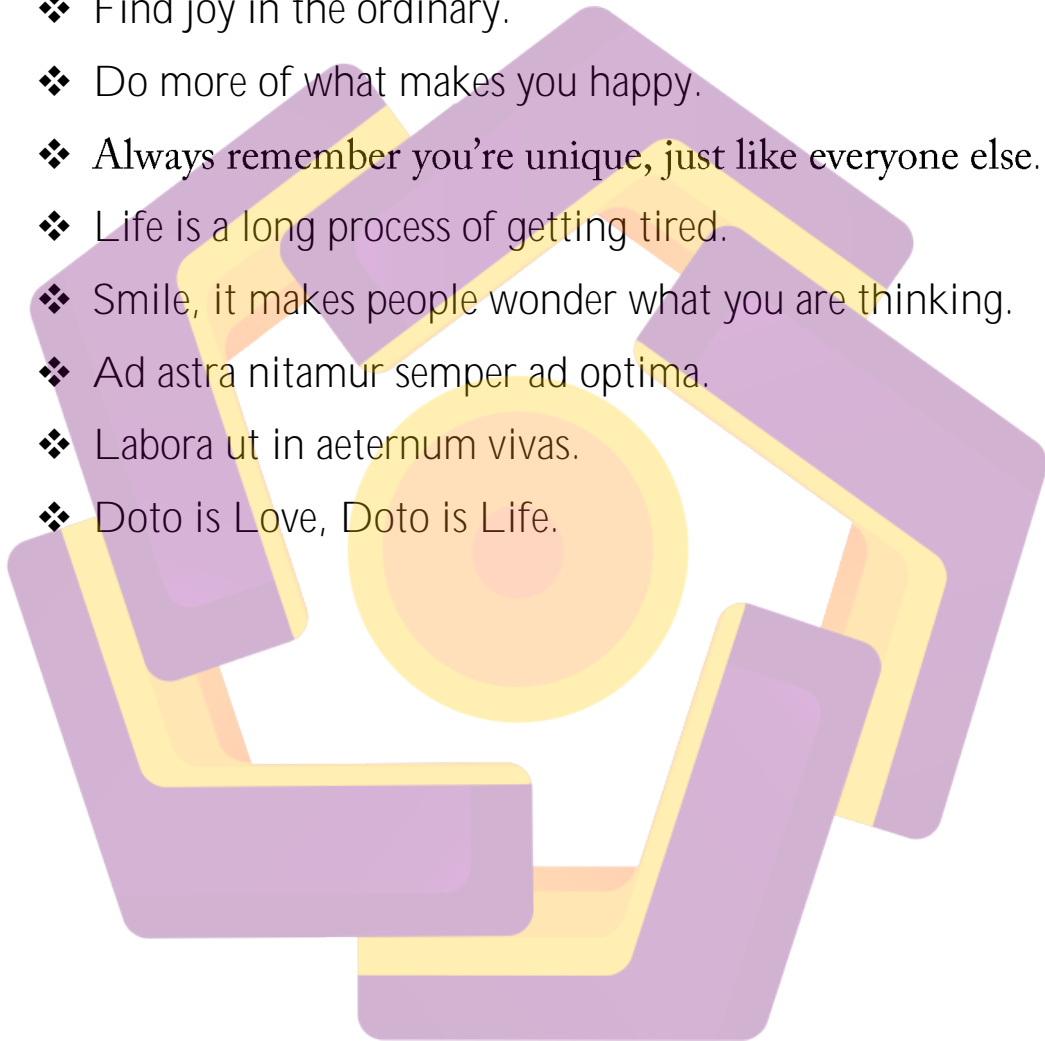 ❖ Find joy in the ordinary.
❖ Do more of what makes you happy.
❖ Always remember you're unique, just like everyone else.
❖ Life is a long process of getting tired.
❖ Smile, it makes people wonder what you are thinking.
❖ Ad astra nitamur semper ad optima.
❖ Labora ut in aeternum vivas.
❖ Doto is Love, Doto is Life.